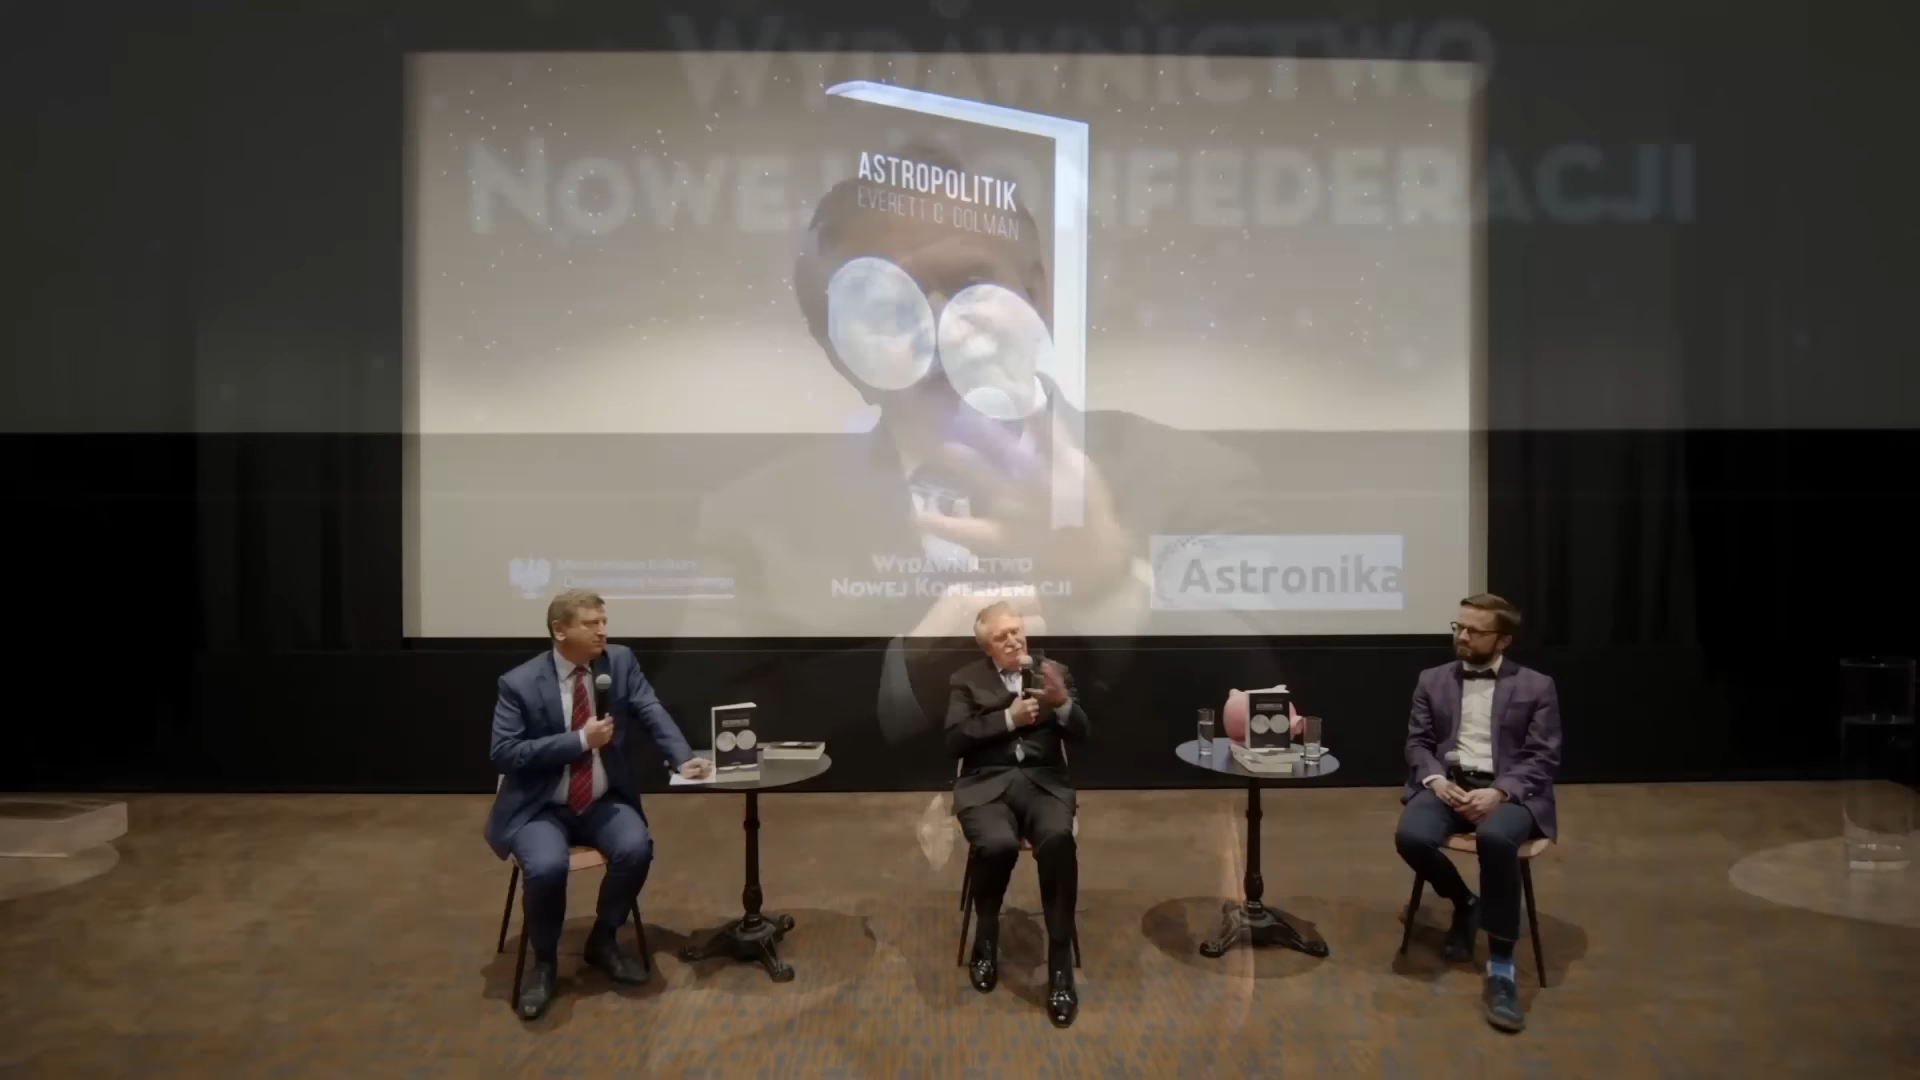 WYDAWNICTWO
NOWEJ KONFEDERACJI
ASTROPOLITIK
EVERETT C DOLMAN
WYDAWNICTWO
NOWEJ KONFEDERACJI
Astronika